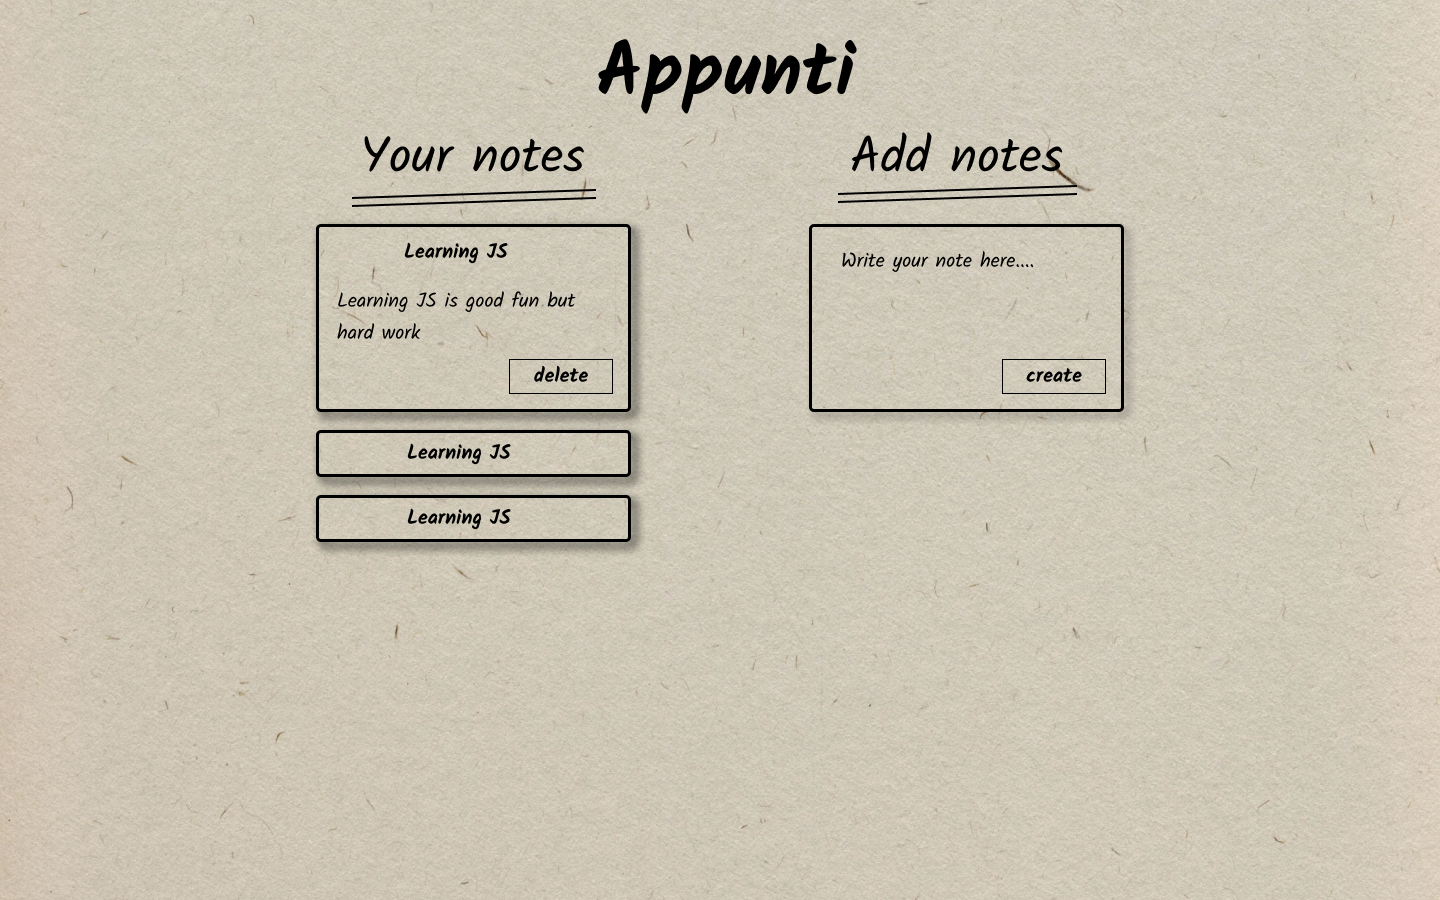 Appunti
Your notes
Add notes
Learning JS
Learning JS is good fun but
hard work
delete
Learning JS
Learning JS
Write your note here....
create